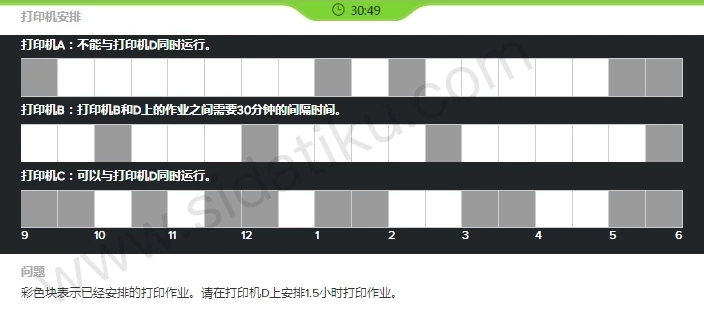 30:49
打印机安排
打印机A：不能与打印机D同时运行。
打印机B：打印机B和D上的作业之间需要30分钟的间隔时间。
打印机C：可以与打印机D同时运行。
9 10 11 12 1 2 3 4 5 6
问题
彩色块表示已经安排的打印作业。请在打印机D上安排1.5小时打印作业。
www.sidatiku.com